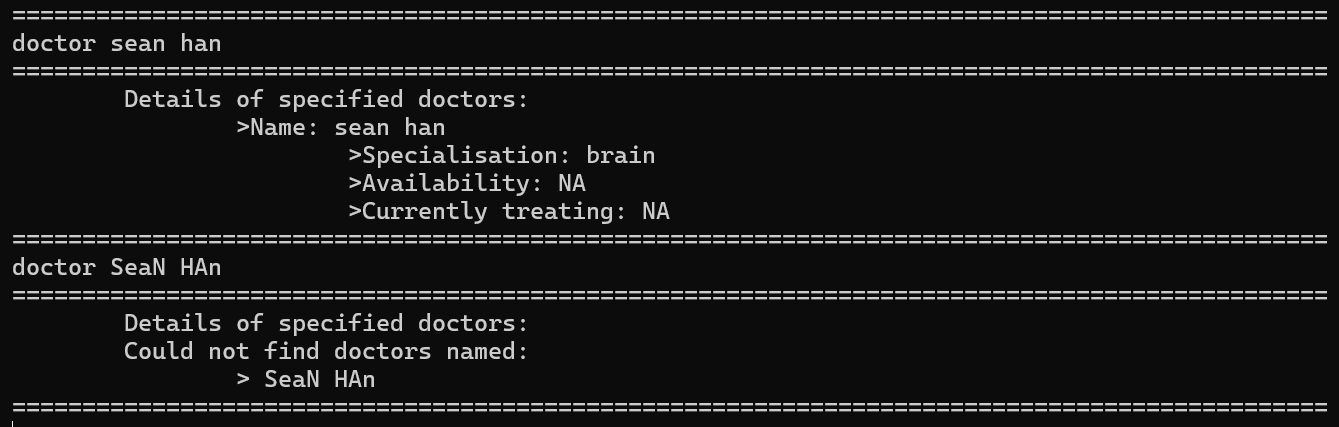 ==============================================================================================
doctor sean han
==============================================================================================
Details of specified doctors:
>Name: sean han
>Specialisation: brain
>Availability: NA
>Currently treating: NA
==============================================================================================
doctor SeaN HAn
==============================================================================================
Details of specified doctors:
Could not find doctors named:
> SeaN HAn
==============================================================================================